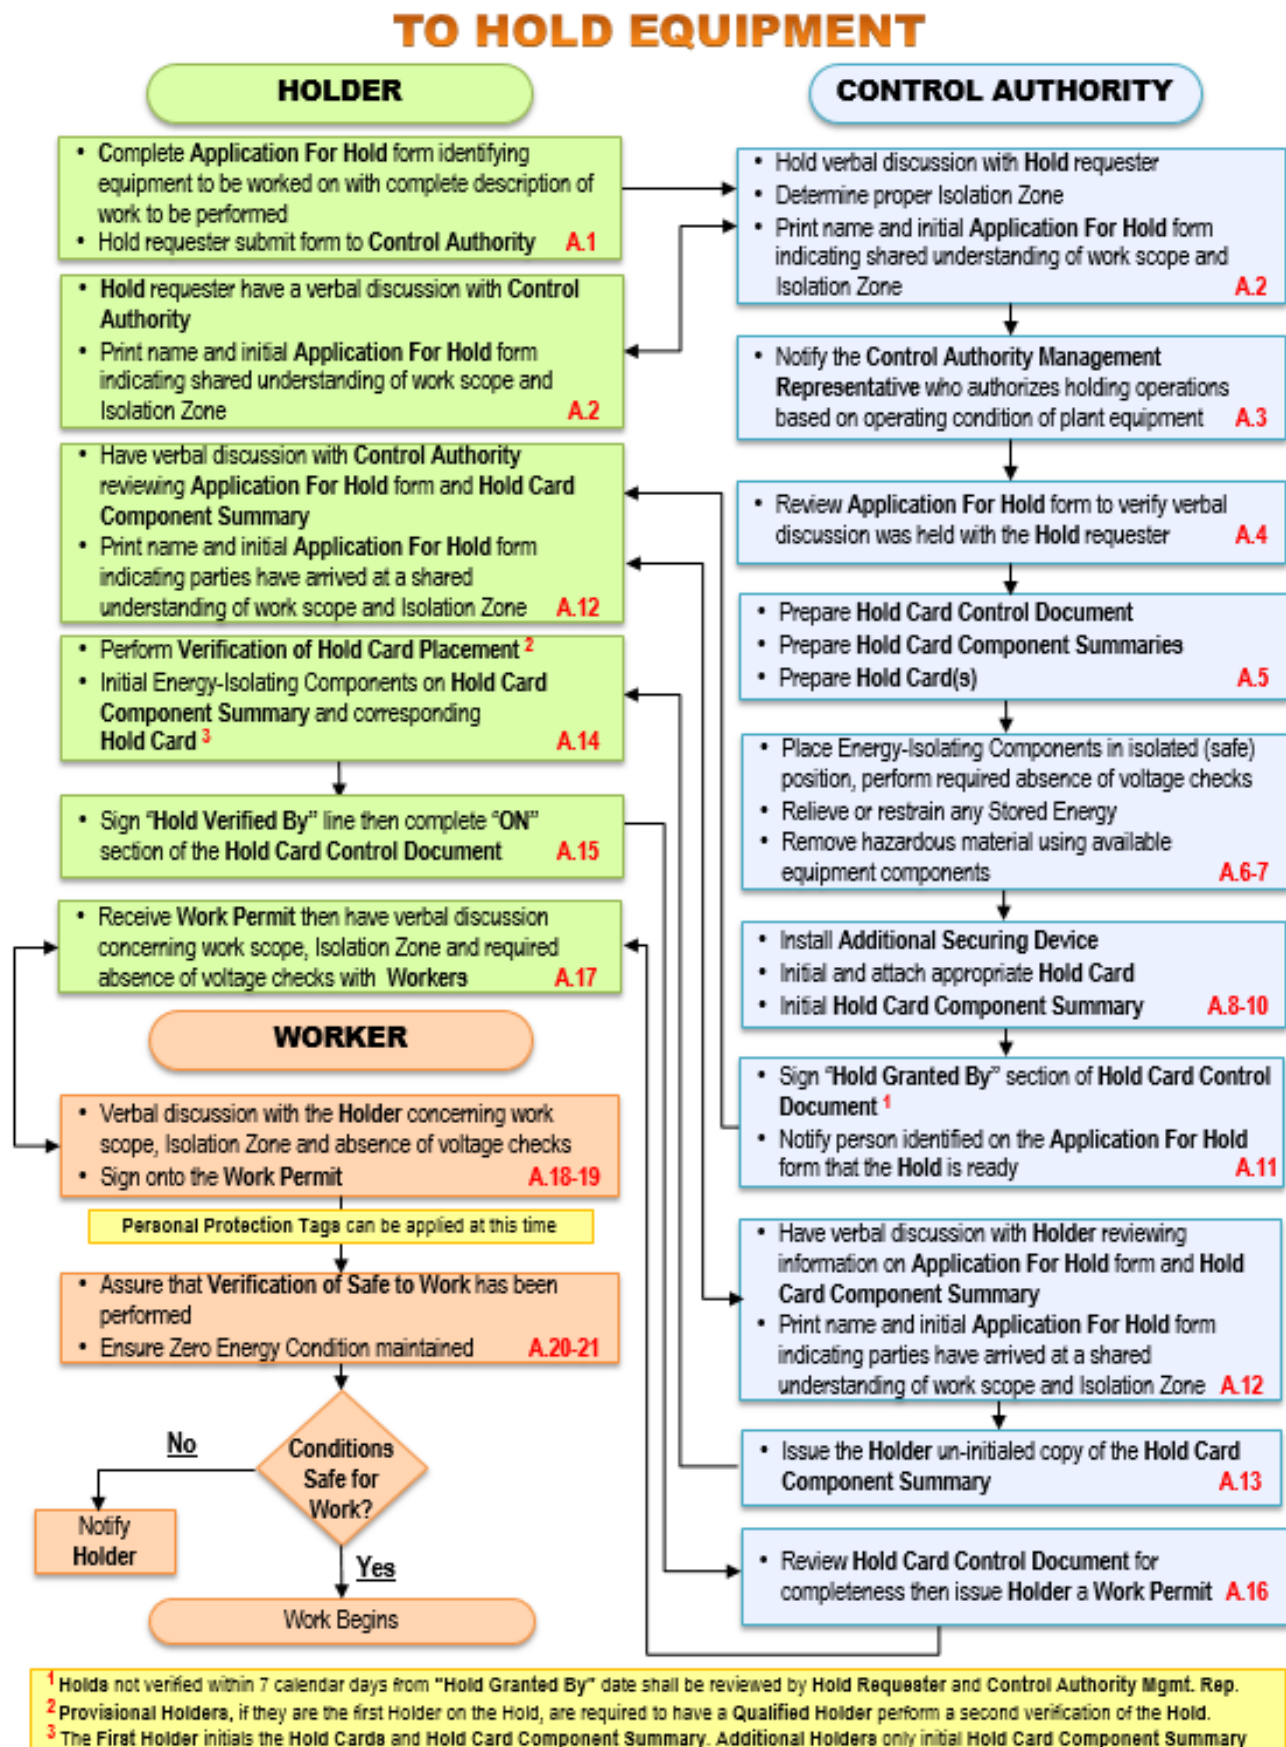 TO HOLD EQUIPMENT
HOLDER
• Complete Application For Hold form identifying
equipment to be worked on with complete description of
work to be performed
• Hold requester submit form to Control Authority A.1
• Hold requester have a verbal discussion with Control
Authority
• Print name and initial Application For Hold form
indicating shared understanding of work scope and
Isolation Zone A.2
• Have verbal discussion with Control Authority
reviewing Application For Hold form and Hold Card
Component Summary
• Print name and initial Application For Hold form
indicating parties have arrived at a shared
understanding of work scope and Isolation Zone A.12
• Perform Verification of Hold Card Placement 2
• Initial Energy-Isolating Components on Hold Card
Component Summary and corresponding
Hold Card 3 A.14
• Sign “Hold Verified By” line then complete “ON”
section of the Hold Card Control Document A.15
• Receive Work Permit then have verbal discussion
concerning work scope, Isolation Zone and required
absence of voltage checks with Workers A.17
WORKER
• Verbal discussion with the Holder concerning work
scope, Isolation Zone and absence of voltage checks
• Sign onto the Work Permit A.18-19
Personal Protection Tags can be applied at this time
• Assure that Verification of Safe to Work has been
performed
• Ensure Zero Energy Condition maintained A.20-21
Conditions
Safe for
Work?
No
Notify
Holder
Yes
Work Begins
CONTROL AUTHORITY
• Hold verbal discussion with Hold requester
• Determine proper Isolation Zone
• Print name and initial Application For Hold form
indicating shared understanding of work scope and
Isolation Zone A.2
• Notify the Control Authority Management
Representative who authorizes holding operations
based on operating condition of plant equipment A.3
• Review Application For Hold form to verify verbal
discussion was held with the Hold requester A.4
• Prepare Hold Card Control Document
• Prepare Hold Card Component Summaries
• Prepare Hold Card(s) A.5
• Place Energy-Isolating Components in isolated (safe)
position, perform required absence of voltage checks
• Relieve or restrain any Stored Energy
• Remove hazardous material using available
equipment components A.6-7
• Install Additional Securing Device
• Initial and attach appropriate Hold Card
• Initial Hold Card Component Summary A.8-10
• Sign “Hold Granted By” section of Hold Card Control
Document 1
• Notify person identified on the Application For Hold
form that the Hold is ready A.11
• Have verbal discussion with Holder reviewing
information on Application For Hold form and Hold
Card Component Summary
• Print name and initial Application For Hold form
indicating parties have arrived at a shared
understanding of work scope and Isolation Zone A.12
• Issue the Holder un-initialed copy of the Hold Card
Component Summary A.13
• Review Hold Card Control Document for
completeness then issue Holder a Work Permit A.16
1 Holds not verified within 7 calendar days from "Hold Granted By" date shall be reviewed by Hold Requester and Control Authority Mgmt. Rep.
2 Provisional Holders, if they are the first Holder on the Hold, are required to have a Qualified Holder perform a second verification of the Hold.
3 The First Holder initials the Hold Cards and Hold Card Component Summary. Additional Holders only initial Hold Card Component Summary